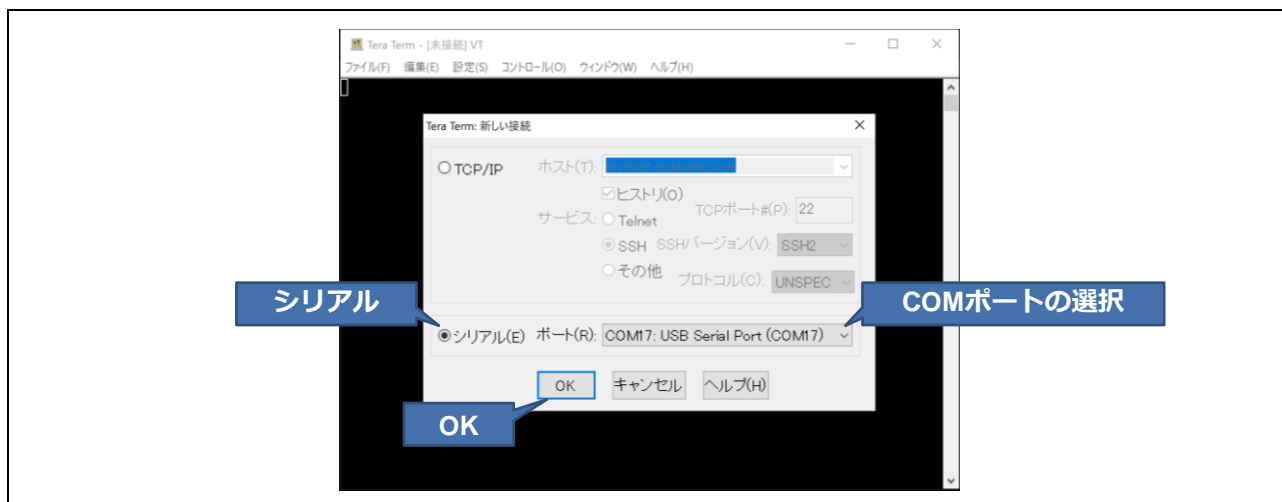 Tera Term - [未接続] VT
ファイル(F) 編集(E) 設定(S) コントロール(O) ウィンドウ(W) ヘルプ(H)
Tera Term: 新しい接続
TCP/IP ホスト(T):
ヒストリ(O)
サービス: Telnet TCPポート#(P): 22
SSH SSHバージョン(V): SSH2
その他 プロトコル(C): UNSPEC
シリアル COMポートの選択
シリアル(E) ポート(R): COM17: USB Serial Port (COM17)
OK キャンセル ヘルプ(H)
OK